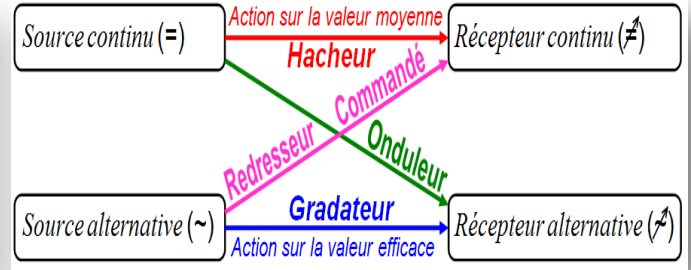 Action sur la valeur moyenne
Source continu (=)
Récepteur continu (≠)
Hacheur
Redresseur Commandé
Onduleur
Gradateur
Source alternative (~)
Récepteur alternative (~)
Action sur la valeur efficace